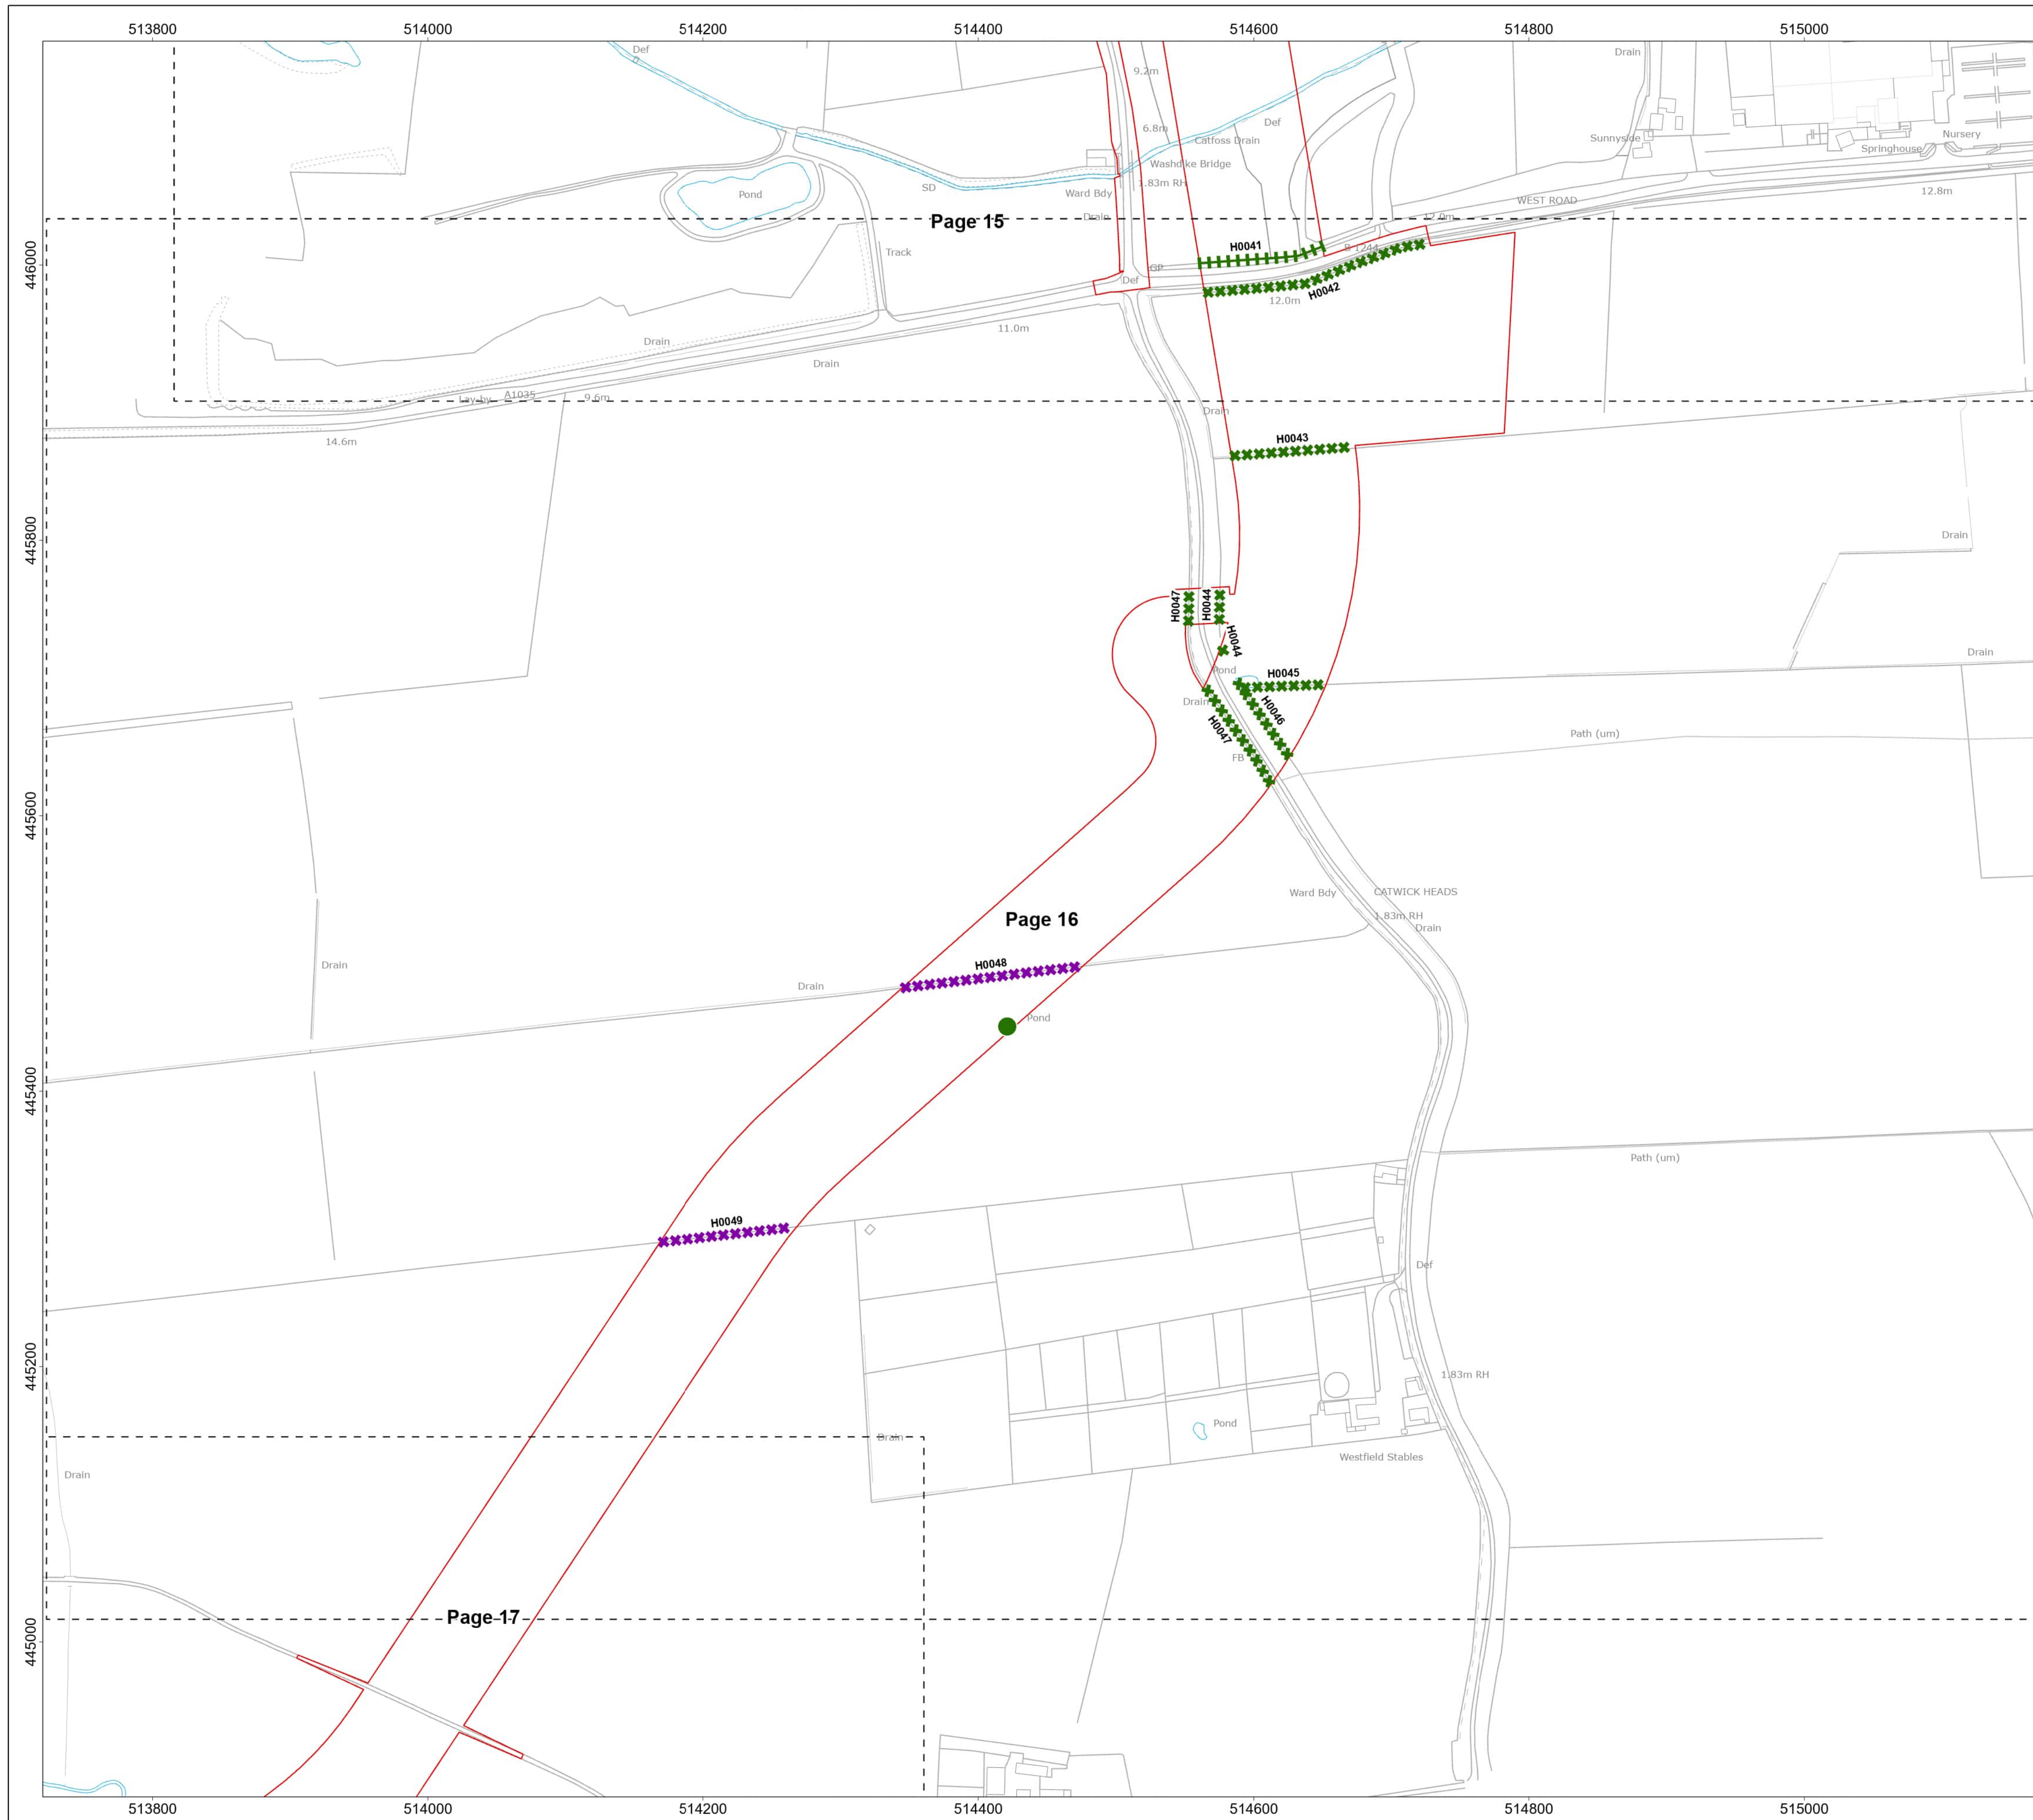 513800 514000 514200 514400 514600 514800 515000
Def
9.2m
Drain
6.8m
Def
Catfoss Drain
Sunnyside
Nursery
Springhouse
Washdike Bridge
1.83m RH
SD
Pond
Ward Bdy
12.8m
WEST ROAD
Drain
12.0m
Page 15
446000
H0041
B 1244
Track
GP
Def
H0042
12.0m
11.0m
Drain
Drain
Lay-by
A1035
9.6m
Drain
14.6m
H0043
445800
Drain
H0047
H0044
H0044
Drain
Pond
H0045
Drain
H0046
H0047
FB
Path (um)
445600
Ward Bdy
CATWICK HEADS
1.83m RH
Drain
Page 16
Drain
H0048
Drain
Pond
445400
Path (um)
H0049
Def
445200
1.83m RH
Pond
Drain
Westfield Stables
Drain
445000
Page 17
513800 514000 514200 514400 514600 514800 515000